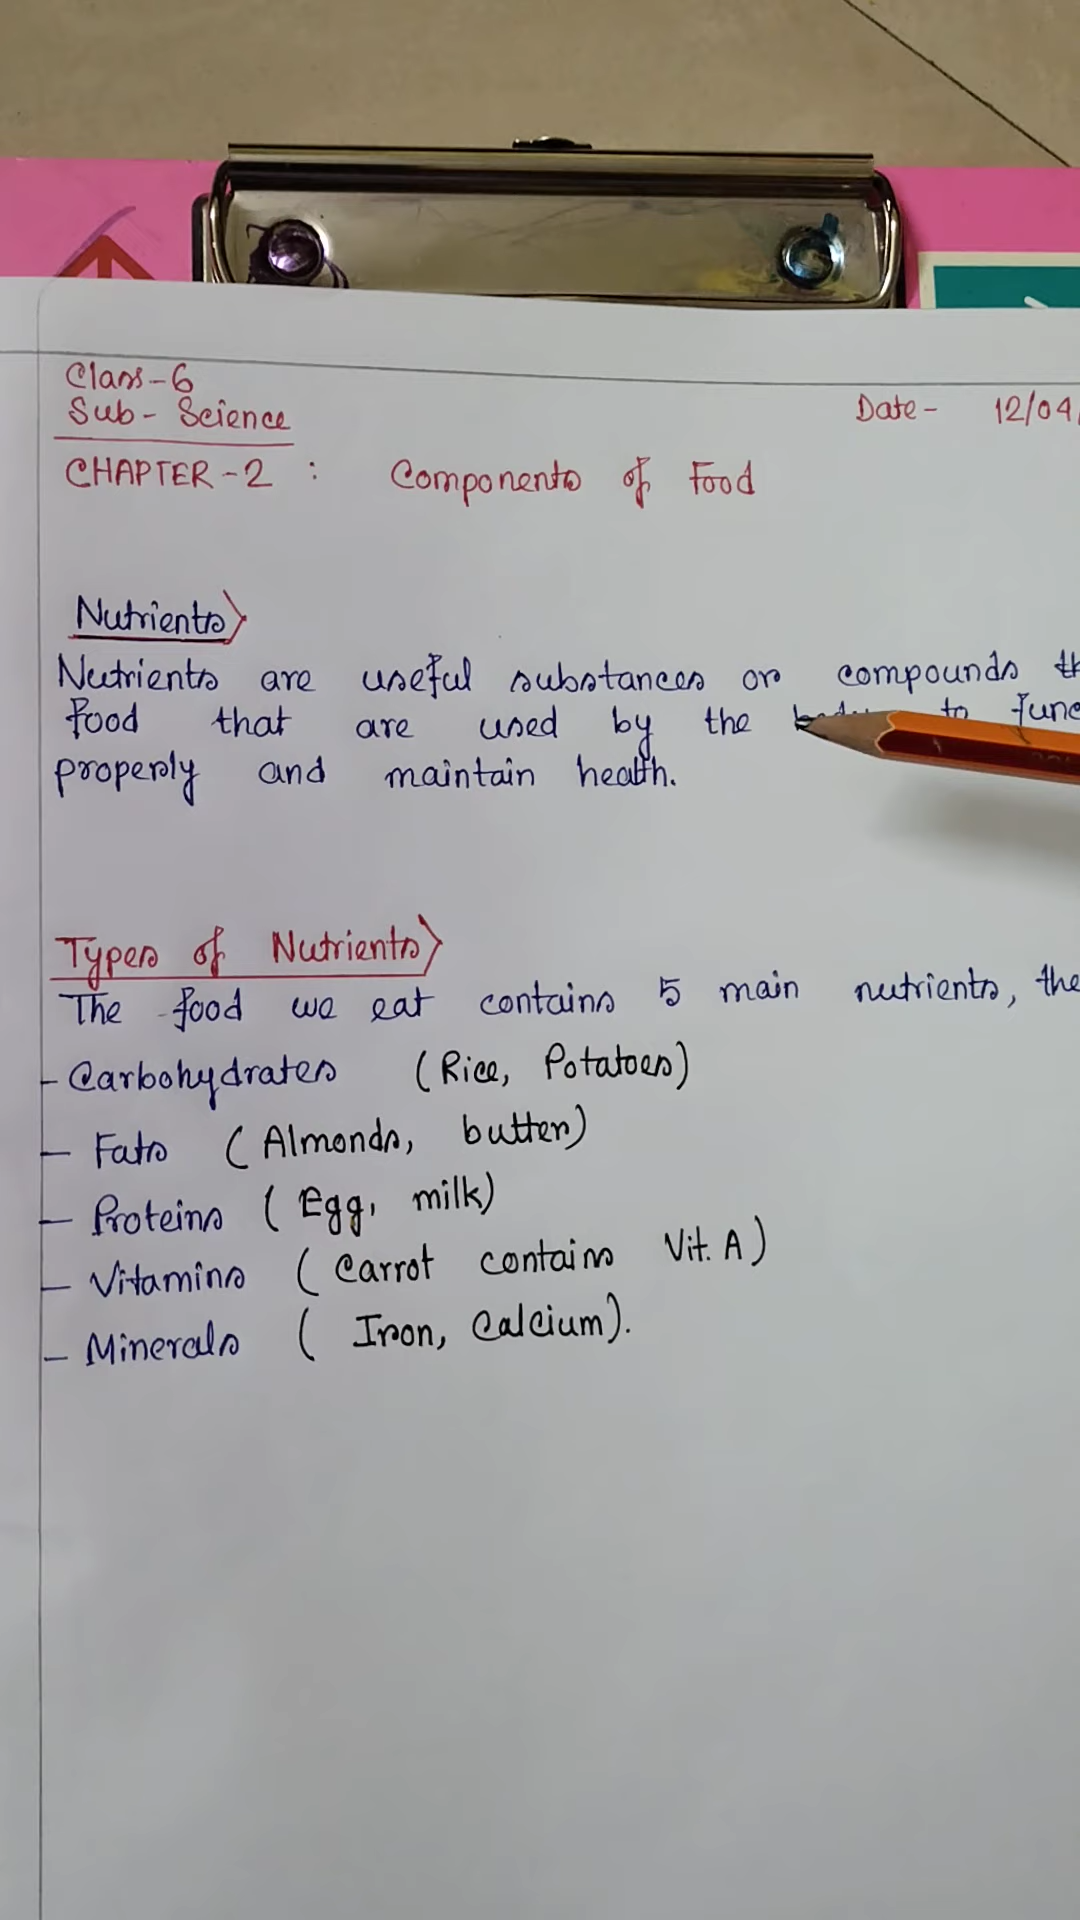 Class-6
Sub- Science
Date- 12/04/
CHAPTER-2 : Components of Food
Nutrients
Nutrients are useful substances or compounds
food that are used by the to
properly and maintain health.
Types of Nutrients
The food we eat contains 5 main nutrients,
- Carbohydrates (Rice, Potatoes)
- Fats (Almonds, butter)
- Proteins (Egg, milk)
- Vitamins (Carrot contains Vit. A)
- Minerals (Iron, Calcium).